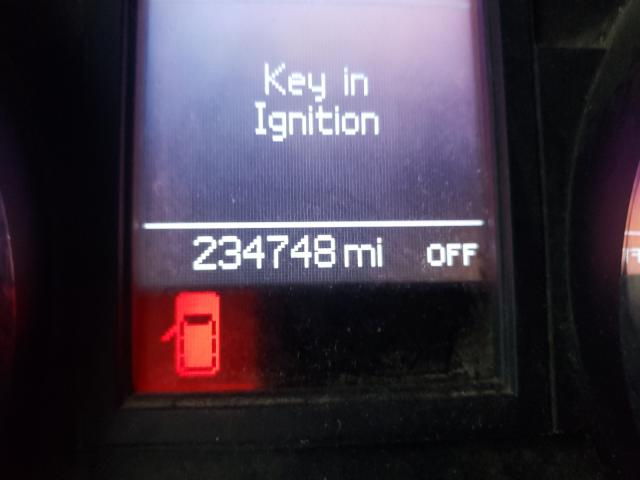 Key in
Ignition
234748 mi OFF